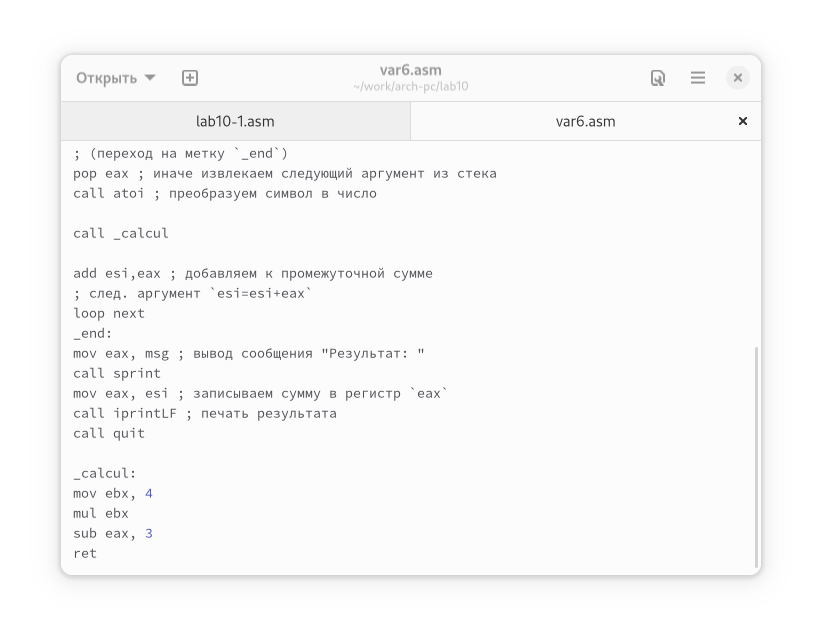 Открыть
var6.asm
~/work/arch-pc/lab10
lab10-1.asm
var6.asm
; (переход на метку `_end`)
pop eax ; иначе извлекаем следующий аргумент из стека
call atoi ; преобразуем символ в число
call _calcul
add esi,eax ; добавляем к промежуточной сумме
; след. аргумент `esi=esi+eax`
loop next
_end:
mov eax, msg ; вывод сообщения "Результат: "
call sprint
mov eax, esi ; записываем сумму в регистр `eax`
call iprintLF ; печать результата
call quit
_calcul:
mov ebx, 4
mul ebx
sub eax, 3
ret